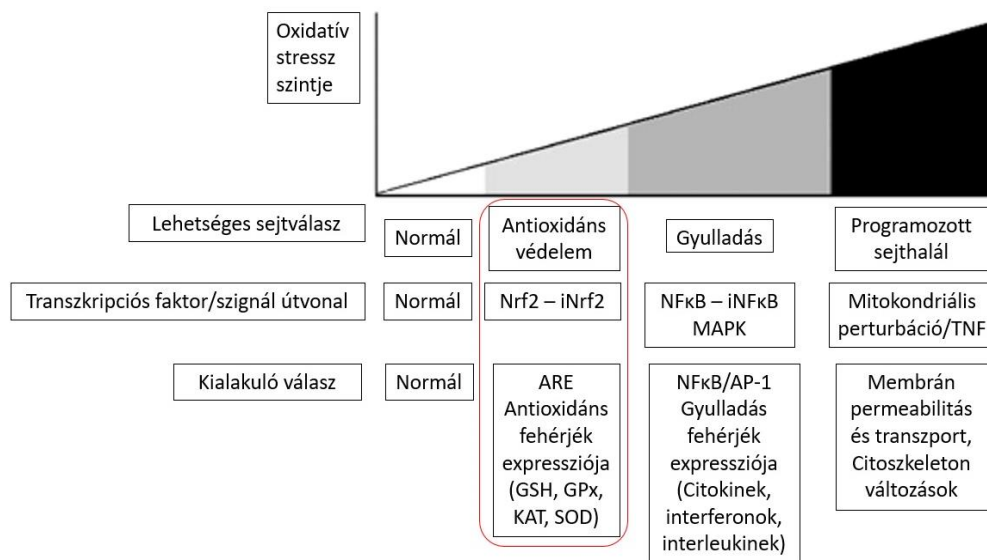 Oxidatív
stressz
szintje
Lehetséges sejtválasz
Normál
Antioxidáns
védelem
Gyulladás
Programozott
sejthalál
Transzkripciós faktor/szignál útvonal
Normál
Nrf2 – iNrf2
NFκB – iNFκB
MAPK
Mitokondriális
perturbáció/TNF
Kialakuló válasz
Normál
ARE
Antioxidáns
fehérjék
expressziója
(GSH, GPx,
KAT, SOD)
NFκB/AP-1
Gyulladás
fehérjék
expressziója
(Citokinek,
interferonok,
interleukinek)
Membrán
permeabilitás
és transzport,
Citoszkeleton
változások